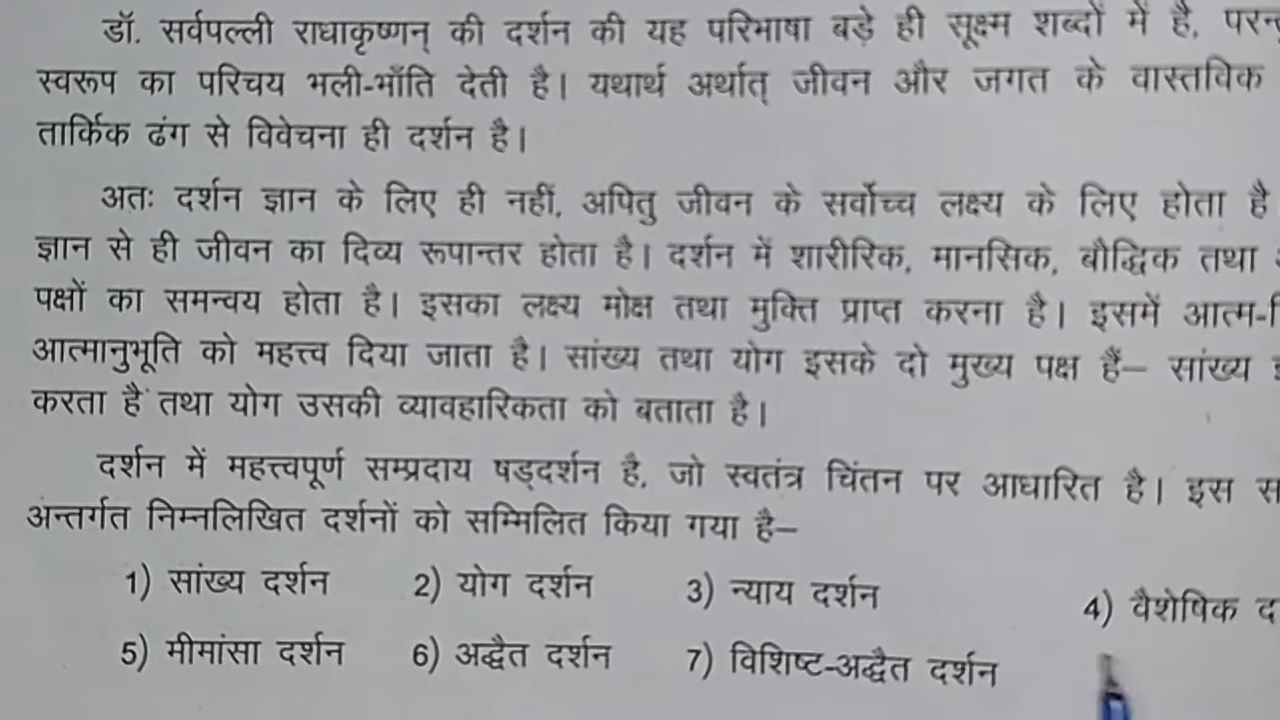 डॉ. सर्वपल्ली राधाकृष्णन् की दर्शन की यह परिभाषा बड़े ही सूक्ष्म शब्दों में है, 
स्वरूप का परिचय भली-भाँति देती है। यथार्थ अर्थात् जीवन और जगत के वास्तविक
तार्किक ढंग से विवेचना ही दर्शन है।
अतः दर्शन ज्ञान के लिए ही नहीं, अपितु जीवन के सर्वोच्च लक्ष्य के लिए होता है
ज्ञान से ही जीवन का दिव्य रूपान्तर होता है। दर्शन में शारीरिक, मानसिक, बौद्धिक तथा
पक्षों का समन्वय होता है। इसका लक्ष्य मोक्ष तथा मुक्ति प्राप्त करना है। इसमें आत्म-
आत्मानुभूति को महत्त्व दिया जाता है। सांख्य तथा योग इसके दो मुख्य पक्ष हैं– सांख्य
करता है तथा योग उसकी व्यावहारिकता को बताता है।
दर्शन में महत्त्वपूर्ण सम्प्रदाय षड्दर्शन है, जो स्वतंत्र चिंतन पर आधारित है। इस
अन्तर्गत निम्नलिखित दर्शनों को सम्मिलित किया गया है–
1) सांख्य दर्शन 2) योग दर्शन 3) न्याय दर्शन 4) वैशेषिक
5) मीमांसा दर्शन 6) अद्वैत दर्शन 7) विशिष्ट-अद्वैत दर्शन